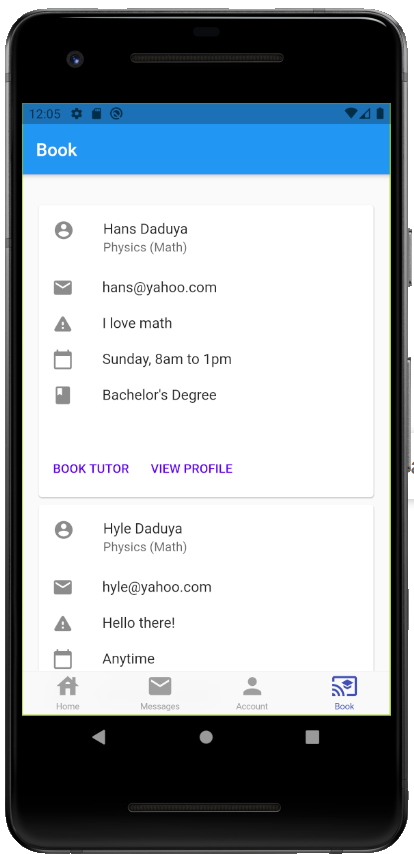 12:05
Book
Hans Daduya
Physics (Math)
hans@yahoo.com
I love math
Sunday, 8am to 1pm
Bachelor's Degree
BOOK TUTOR VIEW PROFILE
Hyle Daduya
Physics (Math)
hyle@yahoo.com
Hello there!
Anytime
Home Messages Account Book